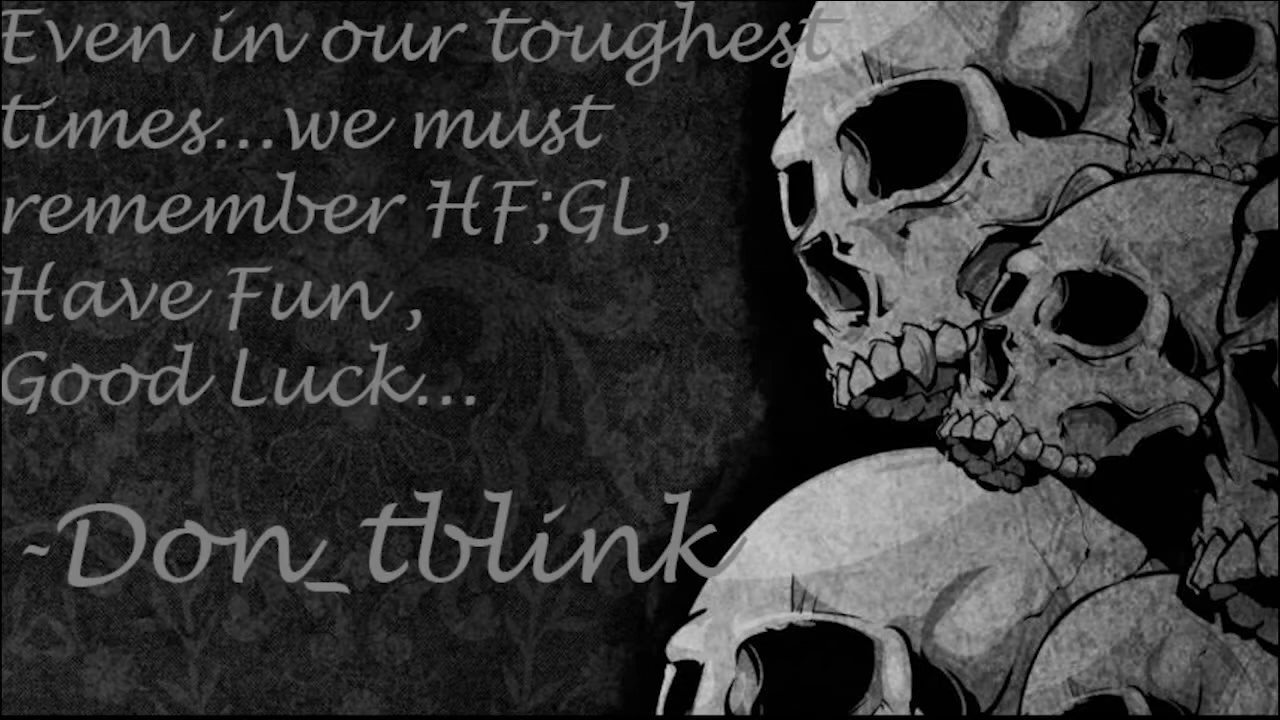 Even in our toughest
times...we must
remember HF;GL,
Have Fun ,
Good Luck...
~Don_tblink